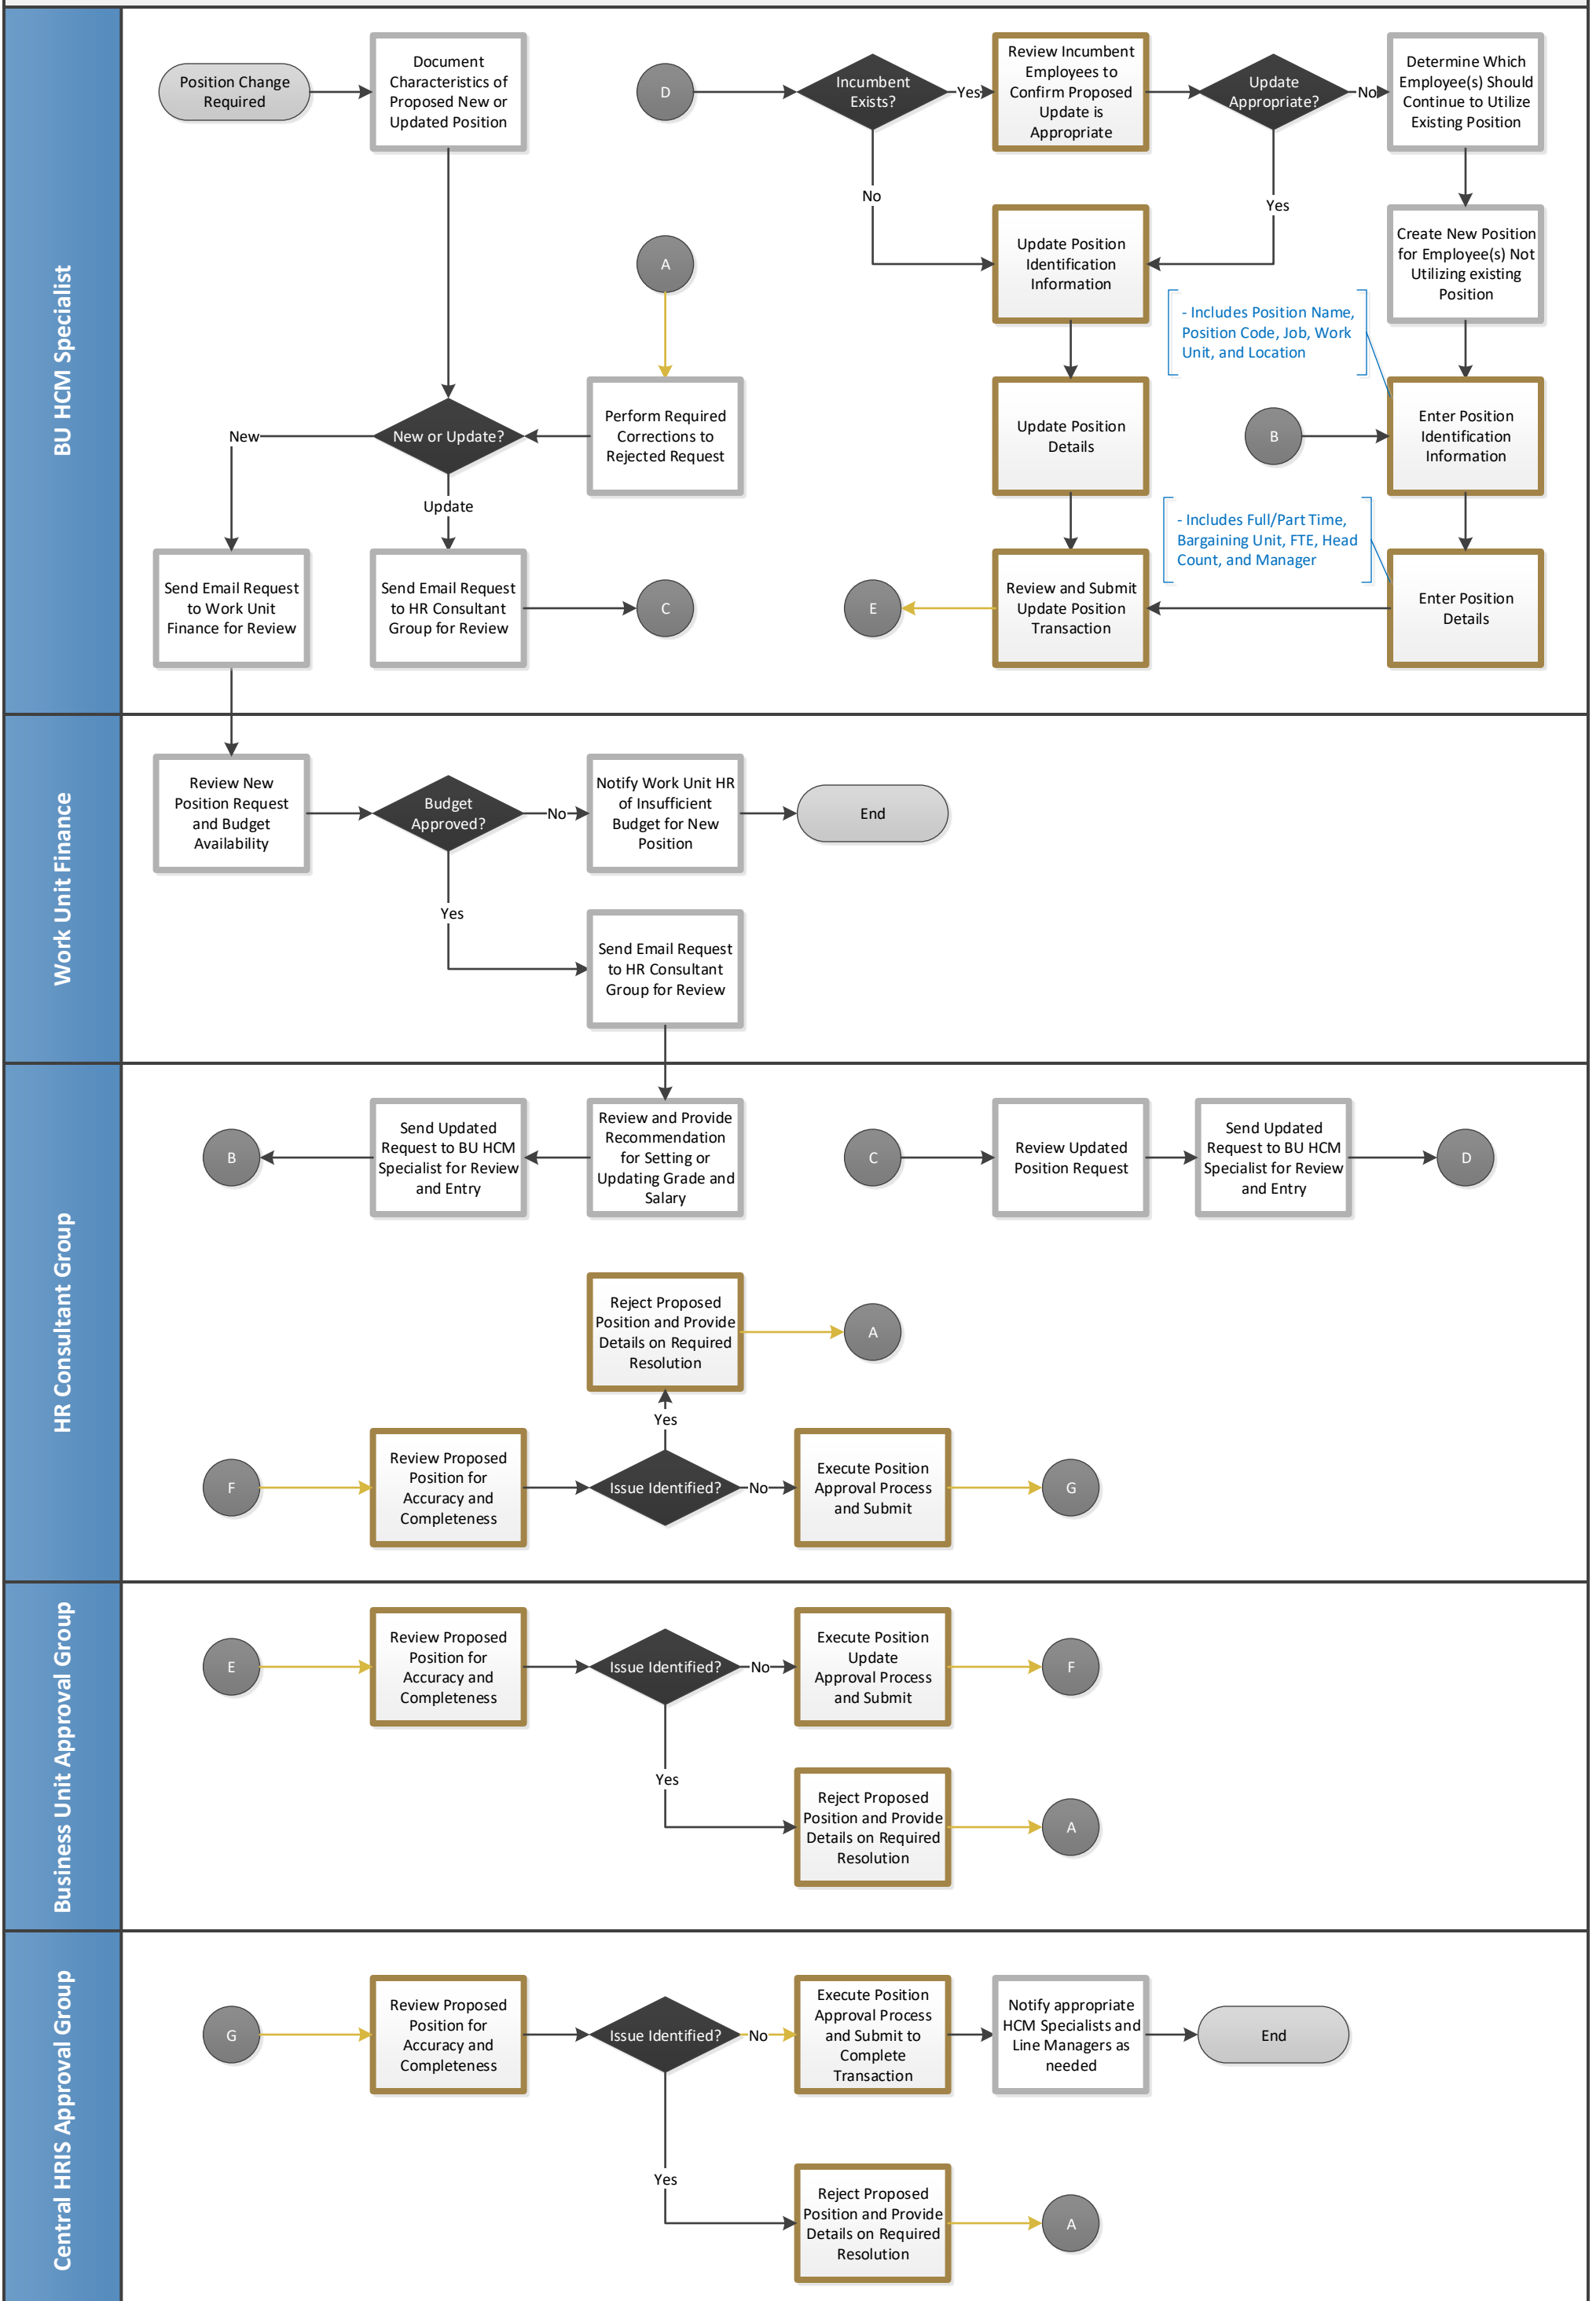 BU HCM Specialist
Position Change
Required
Document
Characteristics of
Proposed New or
Updated Position
D
Incumbent
Exists?
Yes
Review Incumbent
Employees to
Confirm Proposed
Update is
Appropriate
Update
Appropriate?
No
Determine Which
Employee(s) Should
Continue to Utilize
Existing Position
No
Yes
A
Update Position
Identification
Information
Create New Position
for Employee(s) Not
Utilizing existing
Position
- Includes Position Name,
Position Code, Job, Work
Unit, and Location
New
New or Update?
Perform Required
Corrections to
Rejected Request
Update Position
Details
B
Enter Position
Identification
Information
Update
- Includes Full/Part Time,
Bargaining Unit, FTE, Head
Count, and Manager
Send Email Request
to Work Unit
Finance for Review
Send Email Request
to HR Consultant
Group for Review
C
E
Review and Submit
Update Position
Transaction
Enter Position
Details
Work Unit Finance
Review New
Position Request
and Budget
Availability
Budget
Approved?
No
Notify Work Unit HR
of Insufficient
Budget for New
Position
End
Yes
Send Email Request
to HR Consultant
Group for Review
HR Consultant Group
B
Send Updated
Request to BU HCM
Specialist for Review
and Entry
Review and Provide
Recommendation
for Setting or
Updating Grade and
Salary
C
Review Updated
Position Request
Send Updated
Request to BU HCM
Specialist for Review
and Entry
D
Reject Proposed
Position and Provide
Details on Required
Resolution
A
Yes
F
Review Proposed
Position for
Accuracy and
Completeness
Issue Identified?
No
Execute Position
Approval Process
and Submit
G
Business Unit Approval Group
E
Review Proposed
Position for
Accuracy and
Completeness
Issue Identified?
No
Execute Position
Update
Approval Process
and Submit
F
Yes
Reject Proposed
Position and Provide
Details on Required
Resolution
A
Central HRIS Approval Group
G
Review Proposed
Position for
Accuracy and
Completeness
Issue Identified?
No
Execute Position
Approval Process
and Submit to
Complete
Transaction
Notify appropriate
HCM Specialists and
Line Managers as
needed
End
Yes
Reject Proposed
Position and Provide
Details on Required
Resolution
A